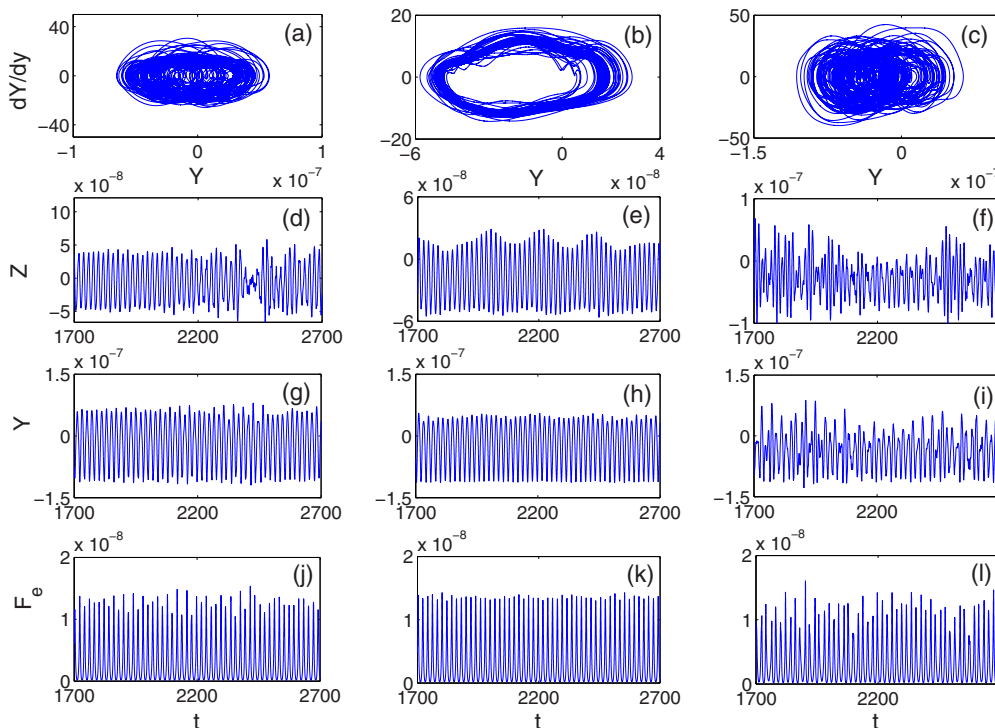 40
0
−40
dY/dy
(a)
−1
0
1
Y
x 10⁻⁷
20
0
−20
(b)
−6
0
4
Y
x 10⁻⁸
50
0
−50
(c)
−1.5
0
Y
x 10⁻⁷
x 10⁻⁸
10
5
0
−5
Z
(d)
1700
2200
2700
x 10⁻⁸
6
0
−6
(e)
1700
2200
2700
x 10⁻⁷
1
0
−1
(f)
1700
2200
x 10⁻⁷
1.5
0
−1.5
Y
(g)
1700
2200
2700
x 10⁻⁷
1.5
0
−1.5
(h)
1700
2200
2700
x 10⁻⁷
1.5
0
−1.5
(i)
1700
2200
x 10⁻⁸
2
1
0
Fₑ
(j)
1700
2200
2700
t
x 10⁻⁸
2
1
0
(k)
1700
2200
2700
t
x 10⁻⁸
2
1
0
(l)
1700
2200
t